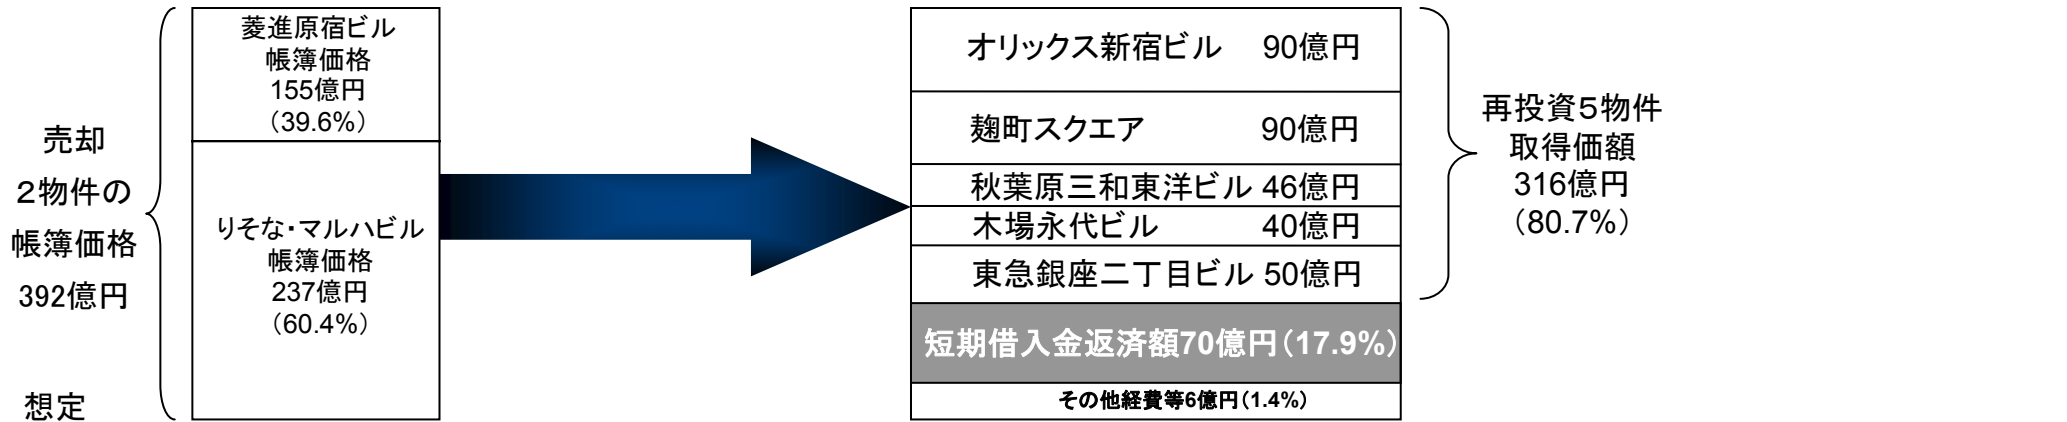 売却
２物件の
帳簿価格
392億円
想定
菱進原宿ビル
帳簿価格
155億円
（39.6%）
りそな・マルハビル
帳簿価格
237億円
（60.4%）
オリックス新宿ビル 90億円
麹町スクエア 90億円
秋葉原三和東洋ビル 46億円
木場永代ビル 40億円
東急銀座二丁目ビル 50億円
短期借入金返済額70億円（17.9%）
その他経費等6億円（1.4%）
再投資５物件
取得価額
316億円
（80.7%）